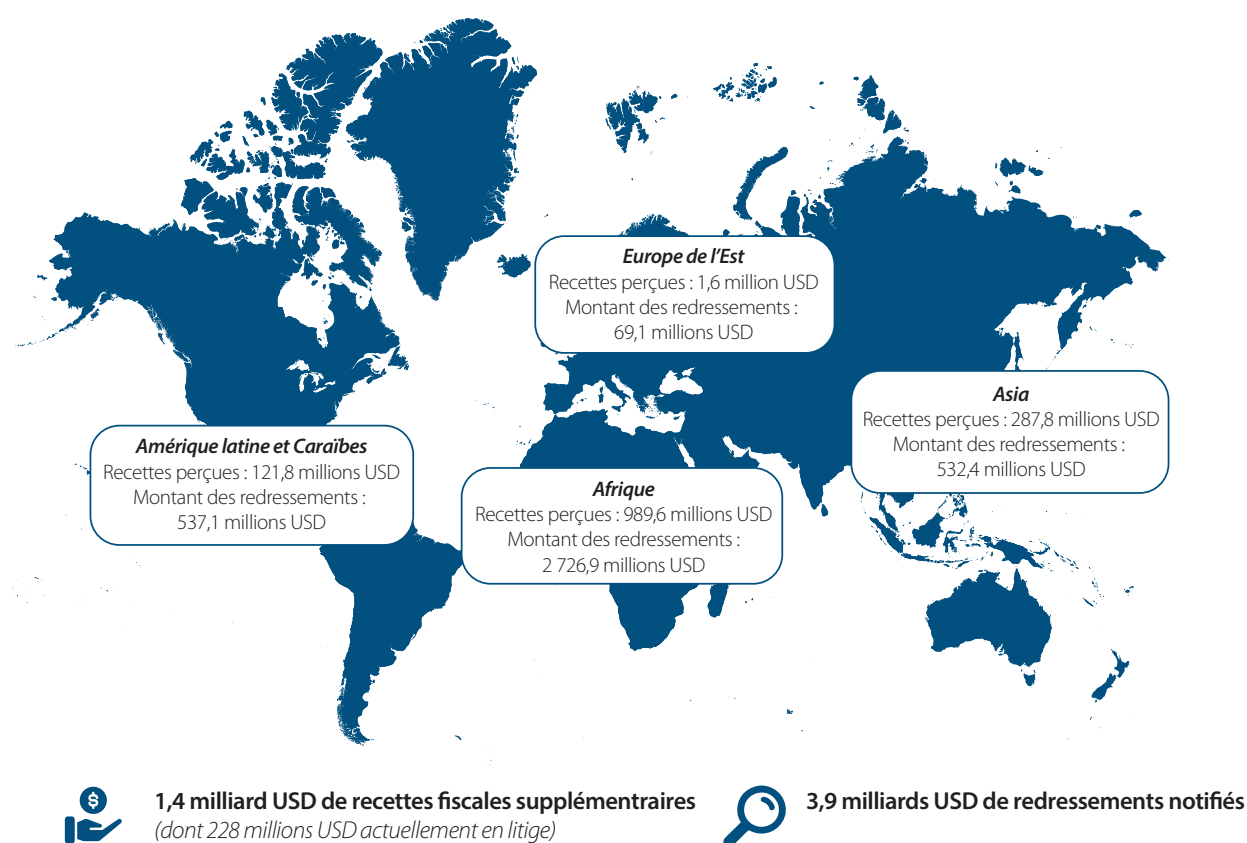 Europe de l'Est
Recettes perçues : 1,6 million USD
Montant des redressements :
69,1 millions USD
Asia
Recettes perçues : 287,8 millions USD
Montant des redressements :
532,4 millions USD
Amérique latine et Caraïbes
Recettes perçues : 121,8 millions USD
Montant des redressements :
537,1 millions USD
Afrique
Recettes perçues : 989,6 millions USD
Montant des redressements :
2 726,9 millions USD
$
1,4 milliard USD de recettes fiscales supplémentaires
(dont 228 millions USD actuellement en litige)
3,9 milliards USD de redressements notifiés